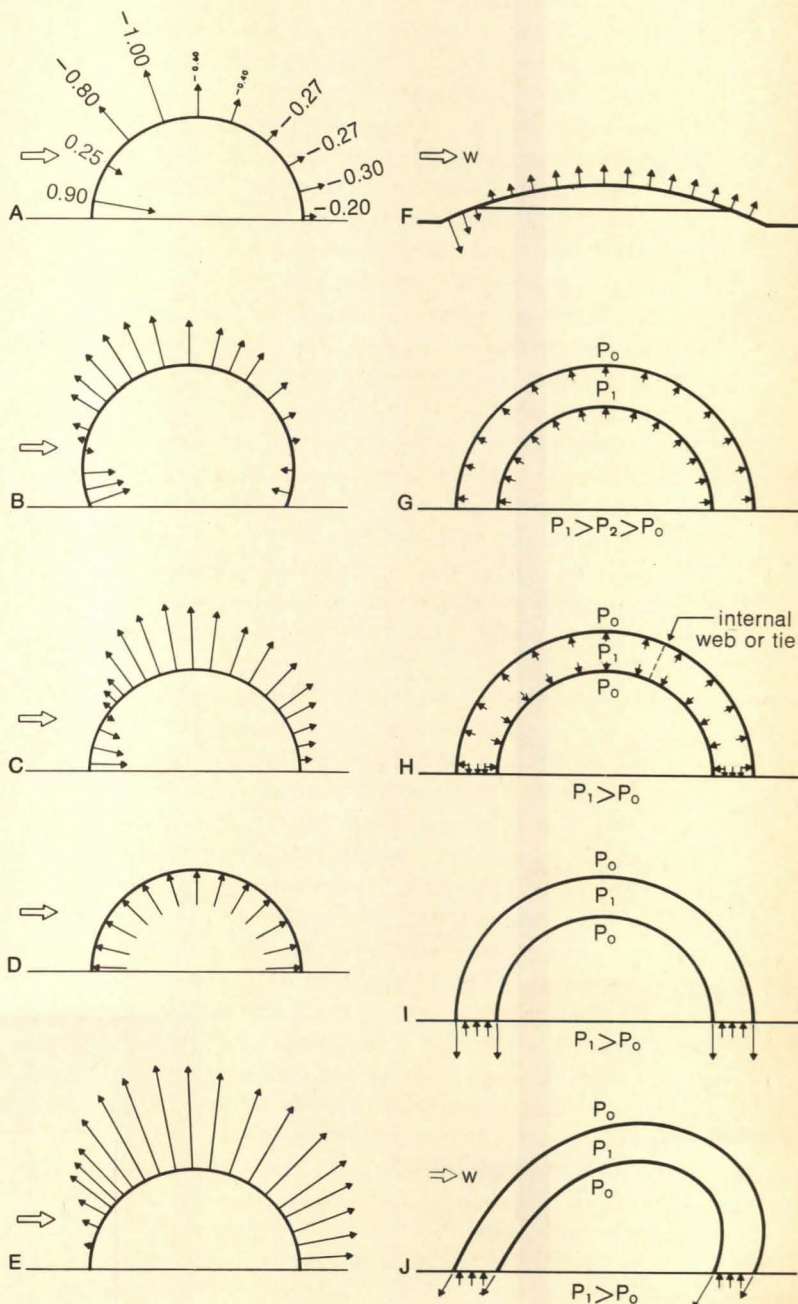 -1.00
-0.80
-0.40
-0.40
-0.27
-0.27
-0.30
-0.20
0.25
0.90
A
B
C
D
E
w
F
P₀
P₁
G
P₁>P₂>P₀
P₀
P₁
P₀
internal
web or tie
H
P₁>P₀
P₀
P₁
P₀
I
P₁>P₀
w
P₀
P₁
P₀
J
P₁>P₀